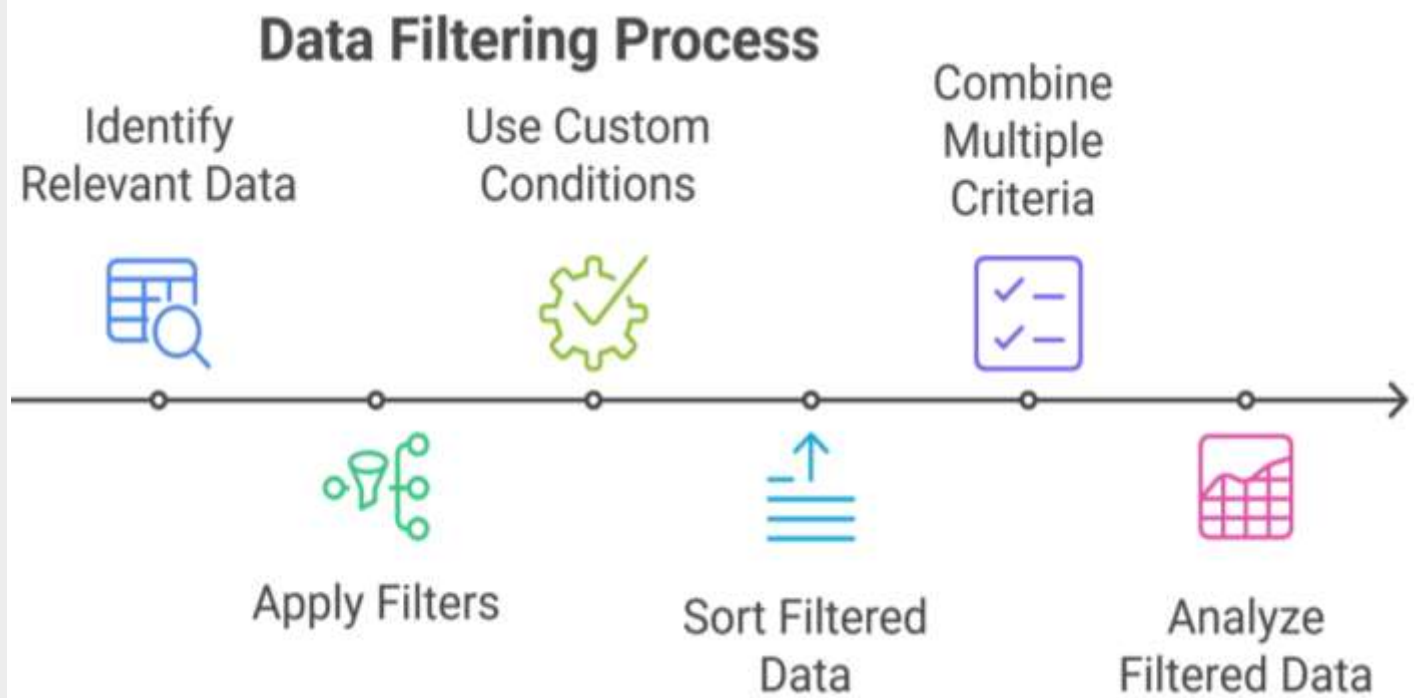 Data Filtering Process
Identify
Relevant Data
Apply Filters
Use Custom
Conditions
Sort Filtered
Data
Combine
Multiple
Criteria
Analyze
Filtered Data